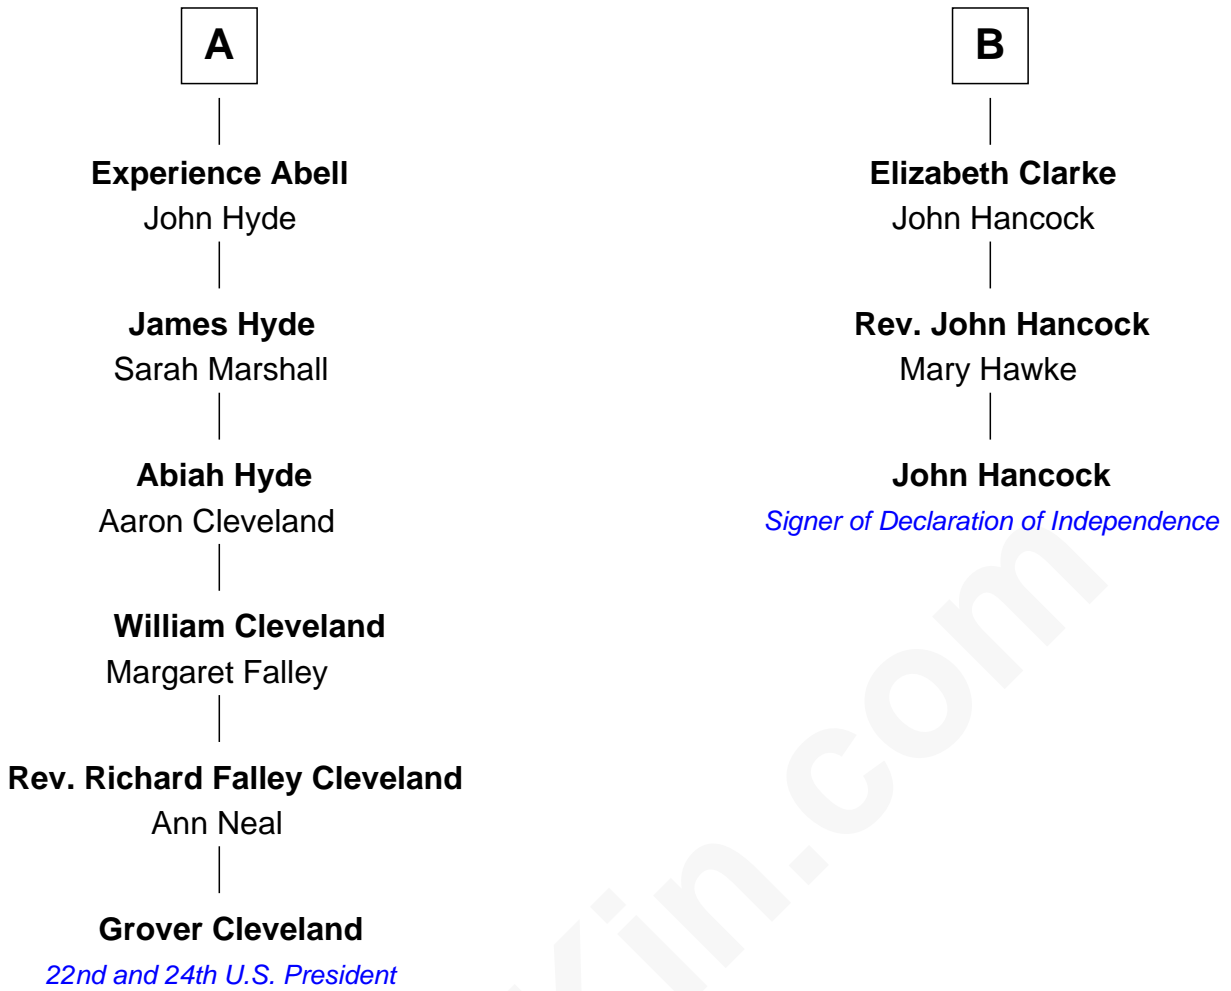 A
Experience Abell
John Hyde
James Hyde
Sarah Marshall
Abiah Hyde
Aaron Cleveland
William Cleveland
Margaret Falley
Rev. Richard Falley Cleveland
Ann Neal
Grover Cleveland
22nd and 24th U.S. President
B
Elizabeth Clarke
John Hancock
Rev. John Hancock
Mary Hawke
John Hancock
Signer of Declaration of Independence
Kin.com